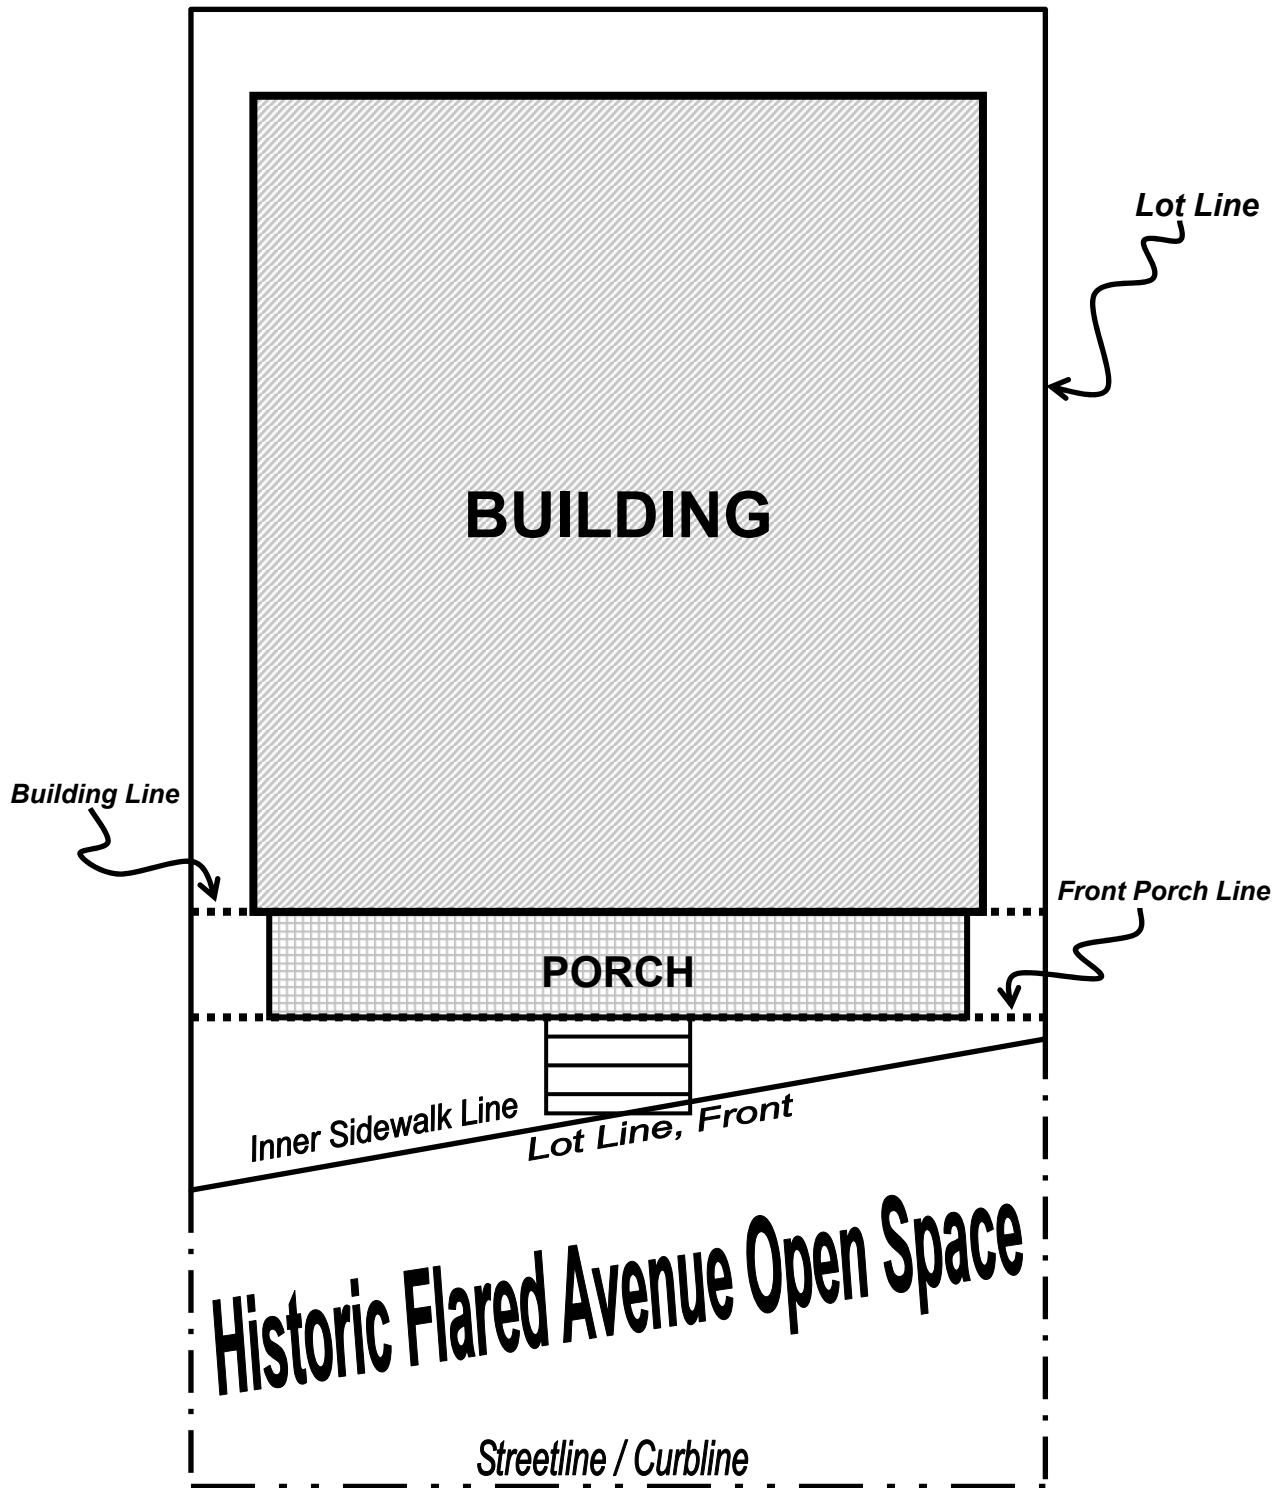 Lot Line
BUILDING
Building Line
Front Porch Line
PORCH
Inner Sidewalk Line
Lot Line, Front
Historic Flared Avenue Open Space
Streetline / Curbline